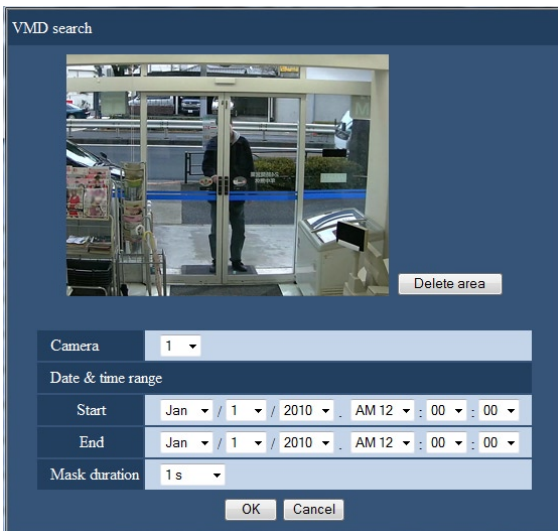 VMD search
Delete area
Camera 1
Date & time range
Start Jan / 1 / 2010 . AM 12 : 00 : 00
End Jan / 1 / 2010 . AM 12 : 00 : 00
Mask duration 1 s
OK Cancel